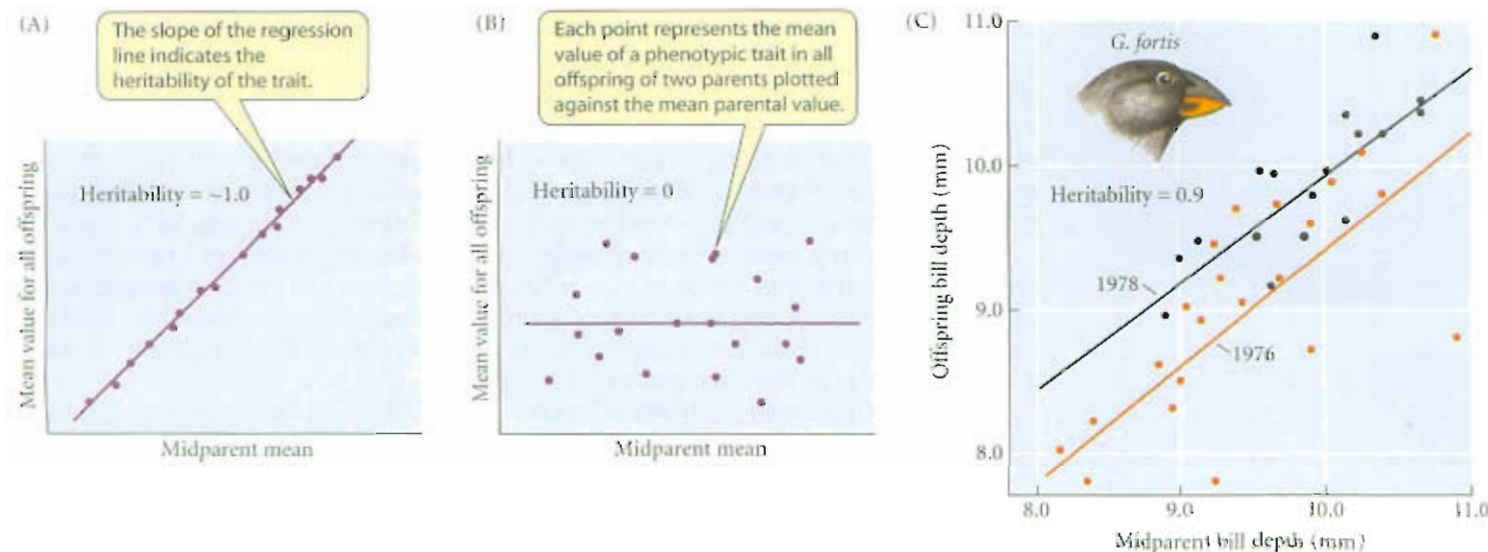 (A)
The slope of the regression
line indicates the
heritability of the trait.
Mean value for all offspring
Heritability = ~1.0
Midparent mean
(B)
Each point represents the mean
value of a phenotypic trait in all
offspring of two parents plotted
against the mean parental value.
Mean value for all offspring
Heritability = 0
Midparent mean
(C)
Offspring bill depth (mm)
11.0
10.0
9.0
8.0
G. fortis
Heritability = 0.9
1978
1976
8.0
9.0
10.0
11.0
Midparent bill depth (mm)